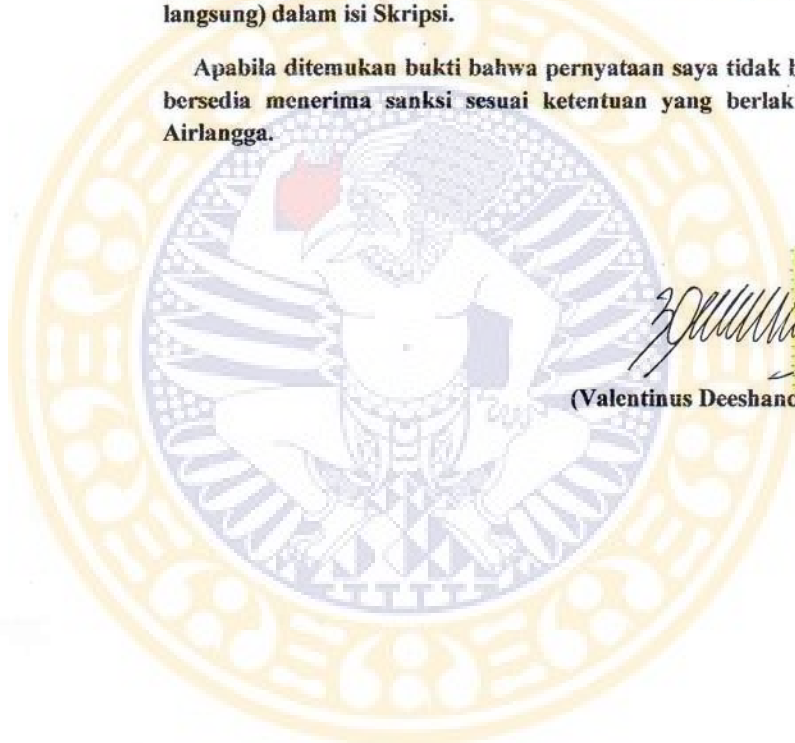 langsung) dalam isi Skripsi.
Apabila ditemukan bukti bahwa pernyataan saya tidak
bersedia menerima sanksi sesuai ketentuan yang
Airlangga.
(Valentinus